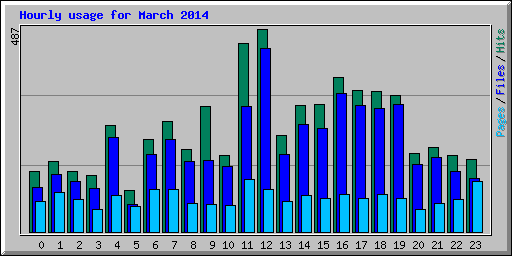 Hourly usage for March 2014
487
Pages/Files/Hits
0 1 2 3 4 5 6 7 8 9 10 11 12 13 14 15 16 17 18 19 20 21 22 23